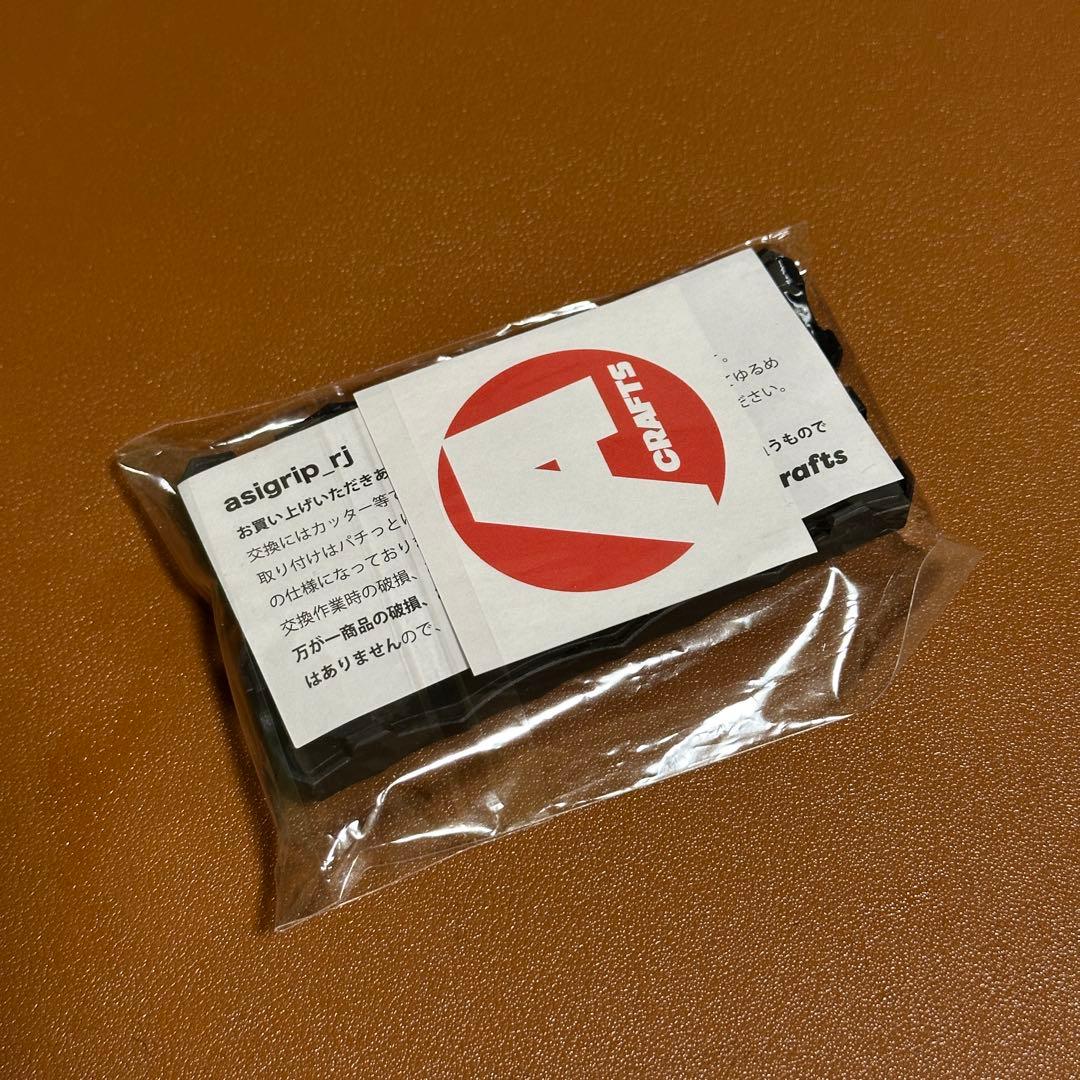 asigrip_rj
お買い上げいただきあ
交換にはカッター等で
取り付けはパチっとは
の仕様になっており
交換作業時の破損、
万が一商品の破損、
はありませんので、
A
CRAFTS
。
ゆるめ
ださい。
うもので
rafts